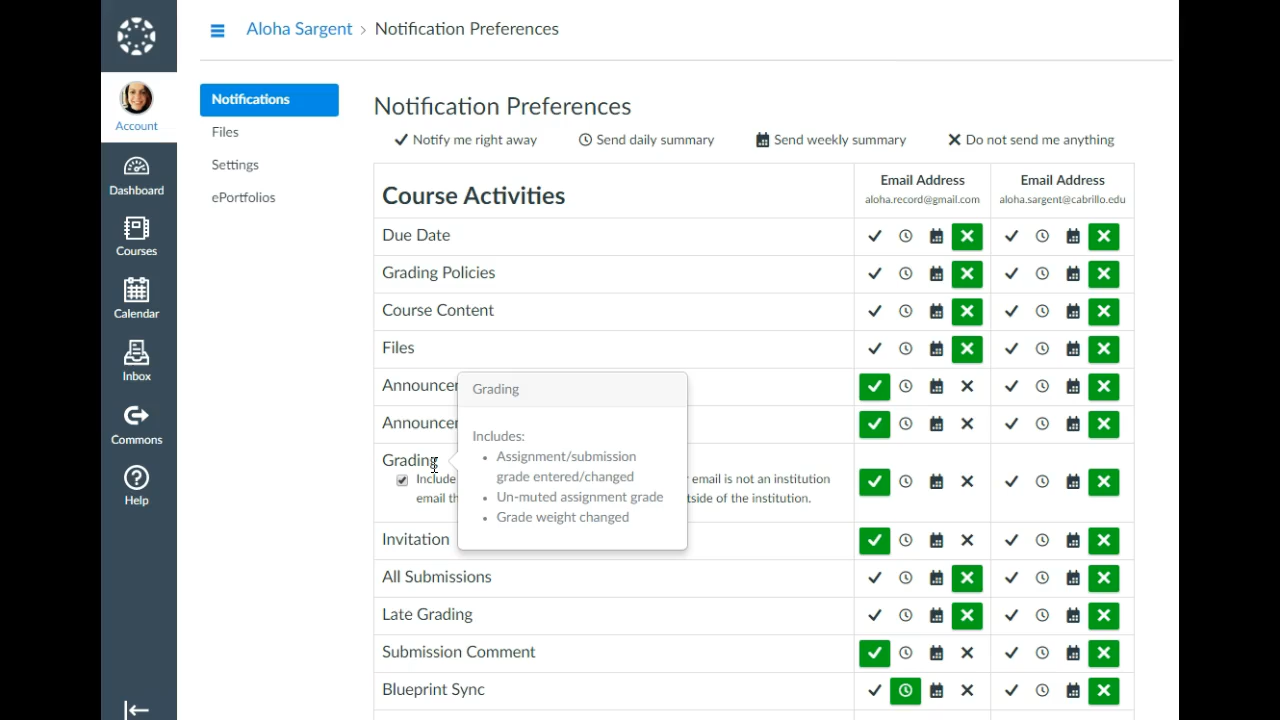 Aloha Sargent > Notification Preferences
Account
Dashboard
Courses
Calendar
Inbox
Commons
Help
Notifications
Files
Settings
ePortfolios
Notification Preferences
Notify me right away Send daily summary Send weekly summary Do not send me anything
Course Activities
Email Address
aloha.record@gmail.com
Email Address
aloha.sargent@cabrillo.edu
Due Date
Grading Policies
Course Content
Files
Announcem
Announcem
Grading
Include email is not an institution
email tside of the institution.
Grading
Includes:
Assignment/submission
grade entered/changed
Un-muted assignment grade
Grade weight changed
Invitation
All Submissions
Late Grading
Submission Comment
Blueprint Sync